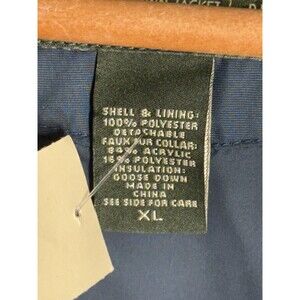 JACKET
SHELL & LINING:
100% POLYESTER
DETACHABLE
FAUX FUR COLLAR:
84% ACRYLIC
16% POLYESTER
INSULATION:
GOOSE DOWN
MADE IN
CHINA
SEE SIDE FOR CARE
XL